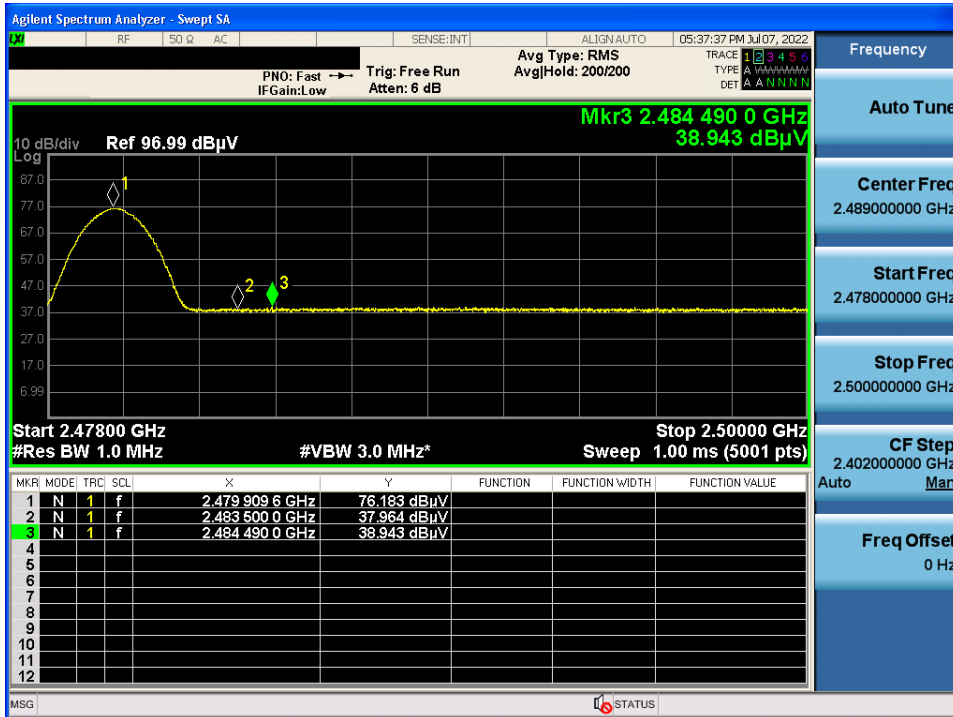 Agilent Spectrum Analyzer - Swept SA
LXI RF 50 Ω AC SENSE:INT ALIGN AUTO 05:37:37 PM Jul 07, 2022
Frequency
PNO: Fast
IFGain:Low
Trig: Free Run
Atten: 6 dB
Avg Type: RMS
Avg|Hold: 200/200
TRACE 1 2 3 4 5 6
TYPE A WWWWW
DET A A N N N N
Mkr3 2.484 490 0 GHz
38.943 dBµV
10 dB/div Ref 96.99 dBµV
Log
87.0
77.0
67.0
57.0
47.0
37.0
27.0
17.0
6.99
1
2
3
Start 2.47800 GHz Stop 2.50000 GHz
#Res BW 1.0 MHz #VBW 3.0 MHz* Sweep 1.00 ms (5001 pts)
MKR MODE TRC SCL X Y FUNCTION FUNCTION WIDTH FUNCTION VALUE
1 N 1 f 2.479 909 6 GHz 76.183 dBµV
2 N 1 f 2.483 500 0 GHz 37.964 dBµV
3 N 1 f 2.484 490 0 GHz 38.943 dBµV
4
5
6
7
8
9
10
11
12
Auto Tune
Center Freq
2.489000000 GHz
Start Freq
2.478000000 GHz
Stop Freq
2.500000000 GHz
CF Step
2.402000000 GHz
Auto Man
Freq Offset
0 Hz
MSG STATUS